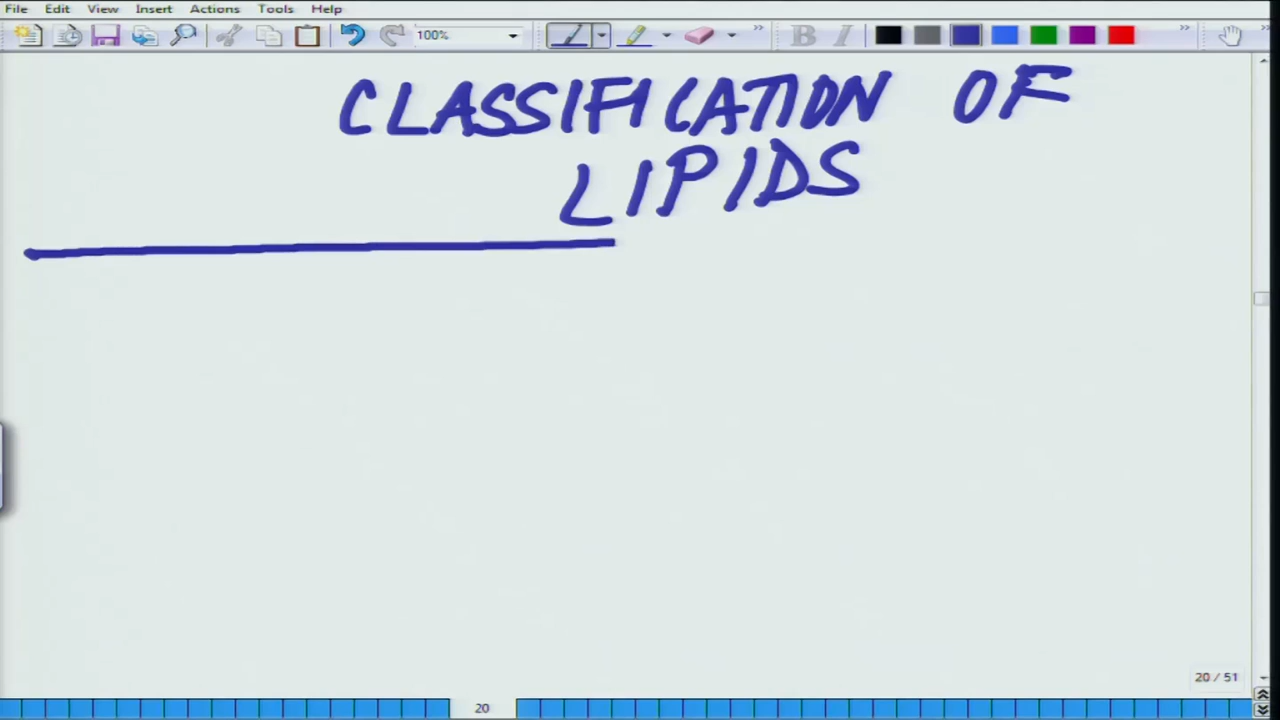 File Edit View Insert Actions Tools Help
100% B I
CLASSIFICATION OF
LIPIDS
20 / 51
20